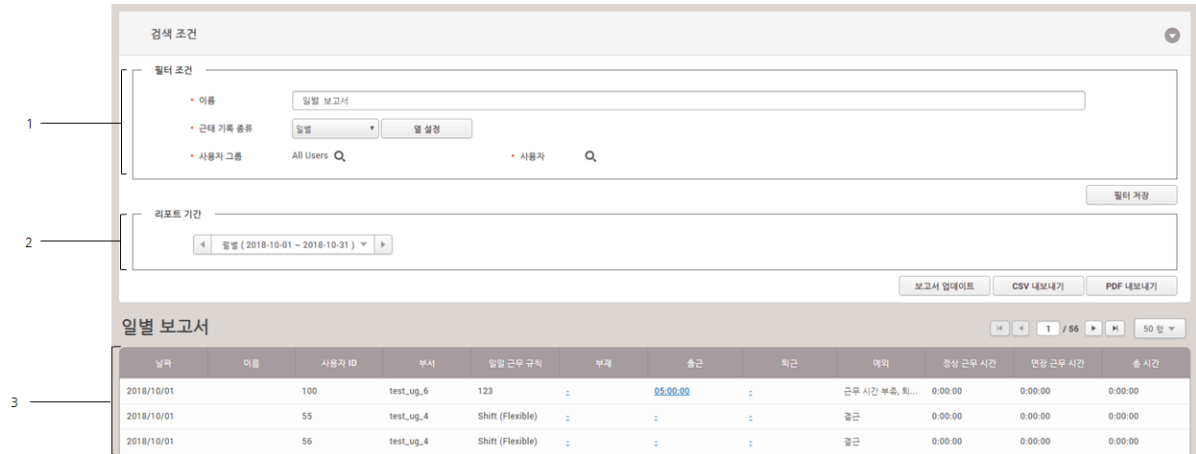 검색 조건
필터 조건
• 이름 일별 보고서
1
• 근태 기록 종류 일별 열 설정
• 사용자 그룹 All Users • 사용자
필터 저장
리포트 기간
2
월별 ( 2018-10-01 ~ 2018-10-31 )
보고서 업데이트 CSV 내보내기 PDF 내보내기
일별 보고서 1 / 56 50 행
날짜 이름 사용자 ID 부서 일일 근무 규칙 부재 출근 퇴근 예외 정상 근무 시간 연장 근무 시간 총 시간
2018/10/01 100 test_ug_6 123 - 05:00:00 - 근무 시간 부족, 퇴... 0:00:00 0:00:00 0:00:00
3
2018/10/01 55 test_ug_4 Shift (Flexible) - - - 결근 0:00:00 0:00:00 0:00:00
2018/10/01 56 test_ug_4 Shift (Flexible) - - - 결근 0:00:00 0:00:00 0:00:00